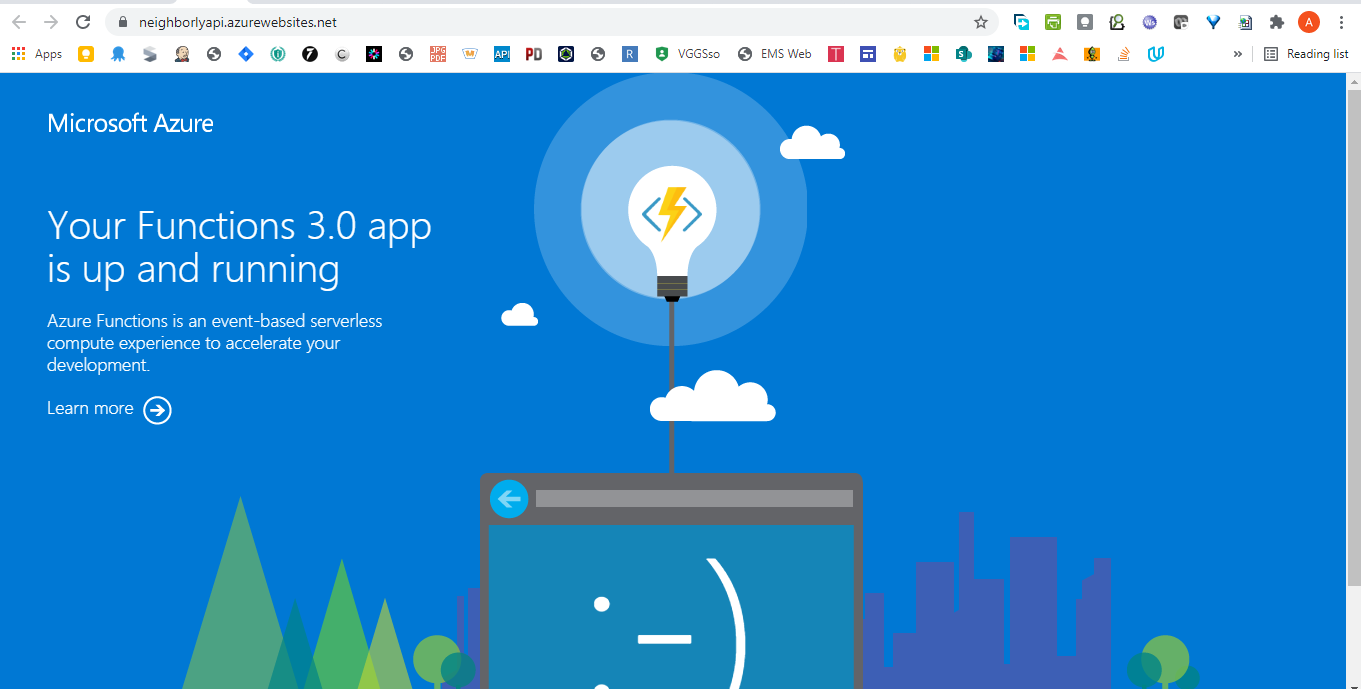 neighborlyapi.azurewebsites.net
Apps
JPG
PDF
API
PD
R
VGGSso
EMS Web
T
S
»
Reading list
A
Microsoft Azure
Your Functions 3.0 app
is up and running
Azure Functions is an event-based serverless
compute experience to accelerate your
development.
Learn more
:-)